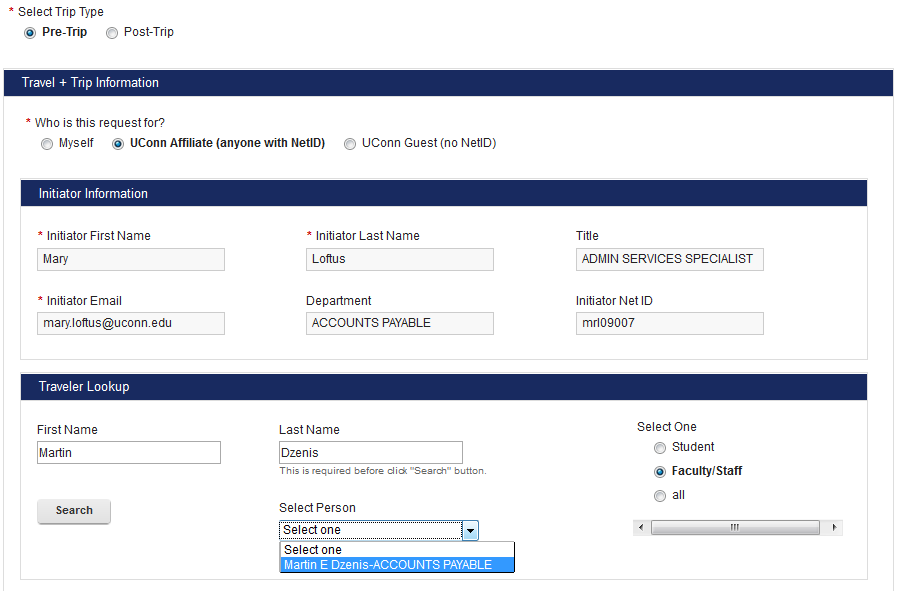 * Select Trip Type
Pre-Trip Post-Trip
Travel + Trip Information
* Who is this request for?
Myself UConn Affiliate (anyone with NetID) UConn Guest (no NetID)
Initiator Information
* Initiator First Name * Initiator Last Name Title
Mary Loftus ADMIN SERVICES SPECIALIST
* Initiator Email Department Initiator Net ID
mary.loftus@uconn.edu ACCOUNTS PAYABLE mrl09007
Traveler Lookup
First Name Last Name Select One
Martin Dzenis Student
This is required before click "Search" button. Faculty/Staff
all
Search Select Person
Select one
Select one
Martin E Dzenis-ACCOUNTS PAYABLE